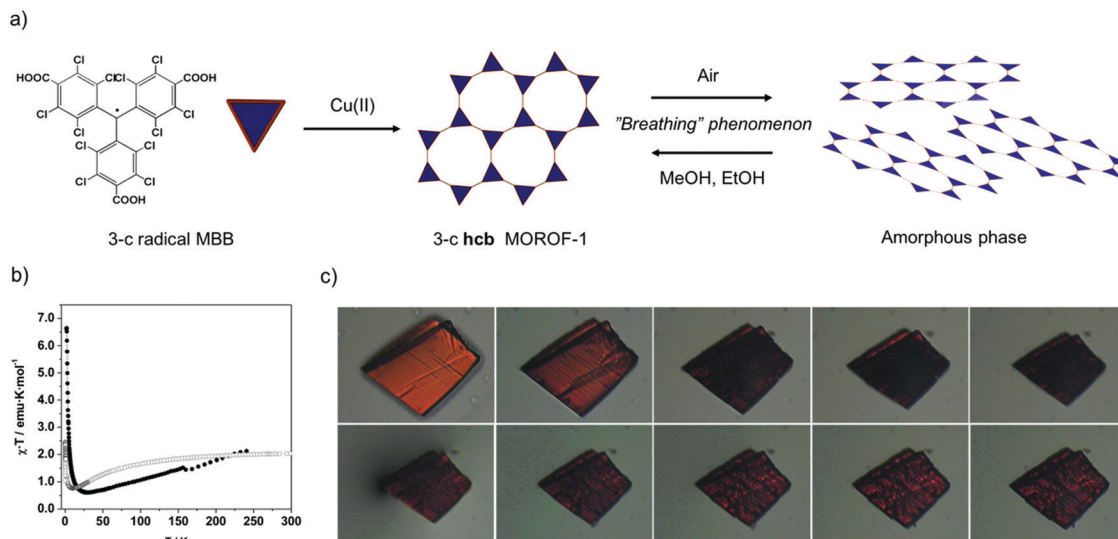 a)
Cl
Cl
HOOC
Cl
Cl
Cl
COOH
Cl
Cl
Cl
Cl
Cl
Cl
Cl
COOH
Cu(II)
Air
"Breathing" phenomenon
MeOH, EtOH
3-c radical MBB
3-c hcb MOROF-1
Amorphous phase
b)
χ·T / emu·K·mol⁻¹
7.0
6.0
5.0
4.0
3.0
2.0
1.0
0.0
0 50 100 150 200 250 300
c)